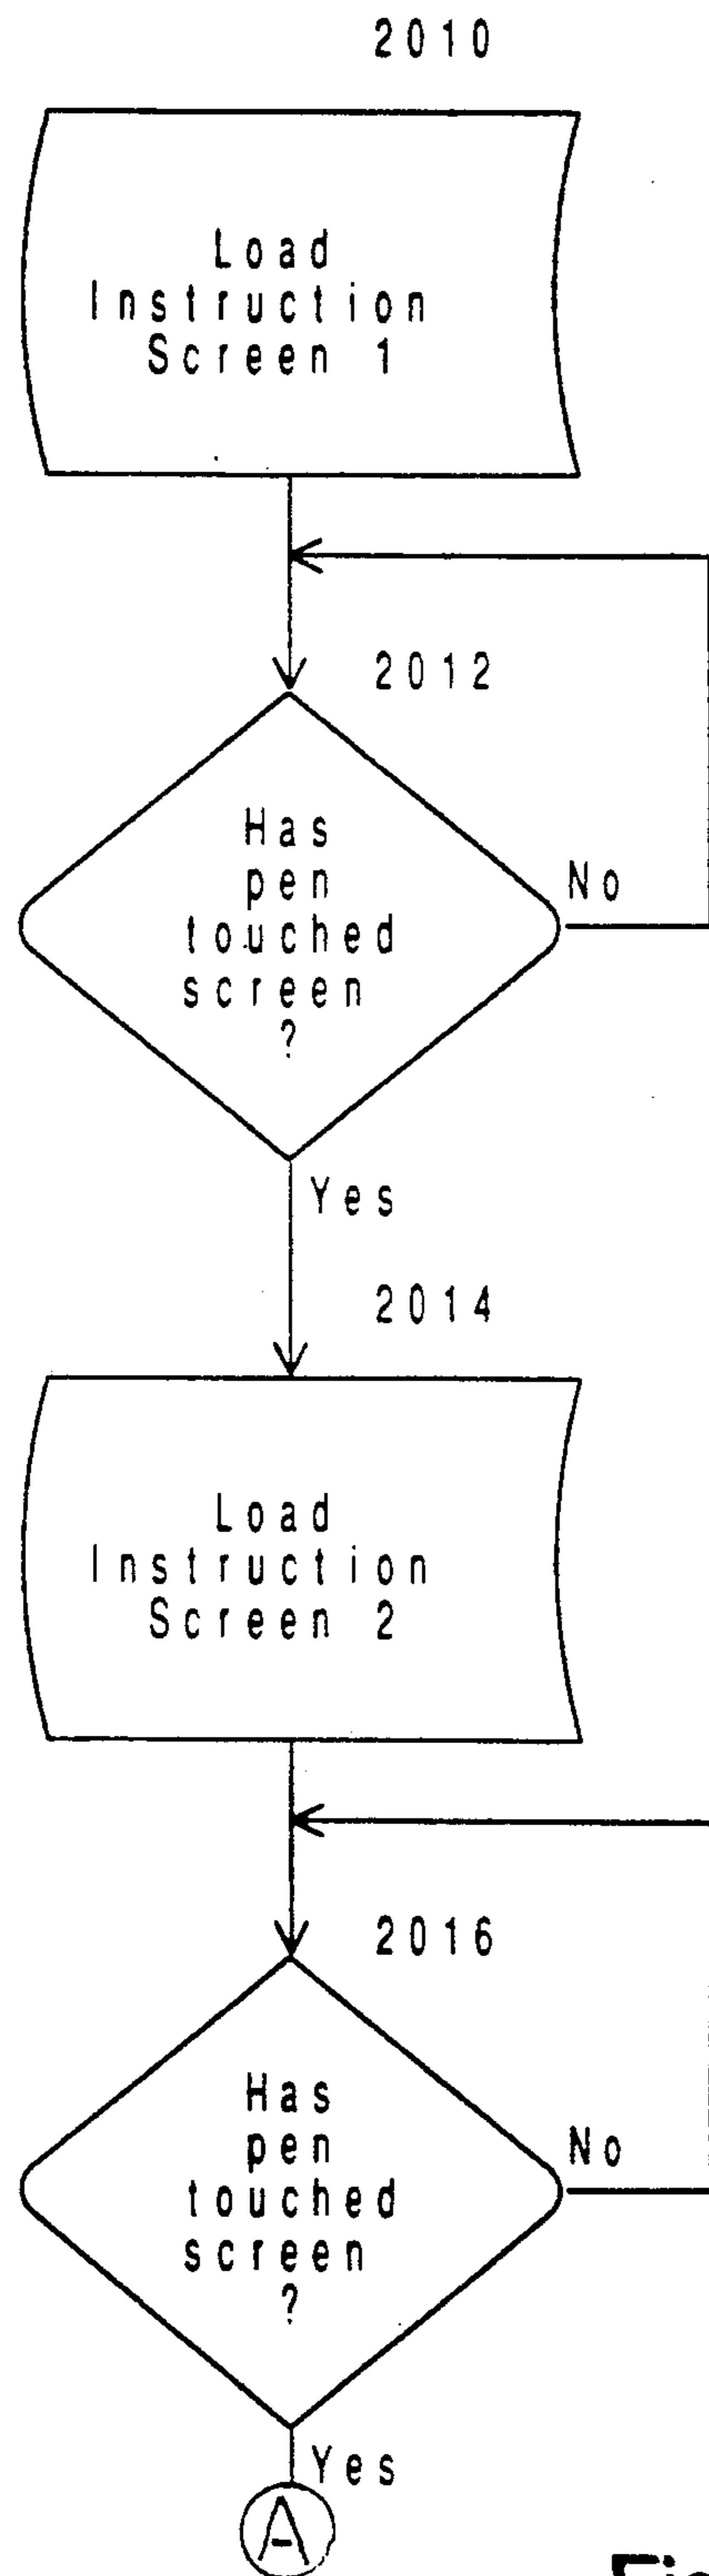 2010
Load
Instruction
Screen 1
2012
Has
pen
touched
screen
?
No
Yes
2014
Load
Instruction
Screen 2
2016
Has
pen
touched
screen
?
No
Yes
A